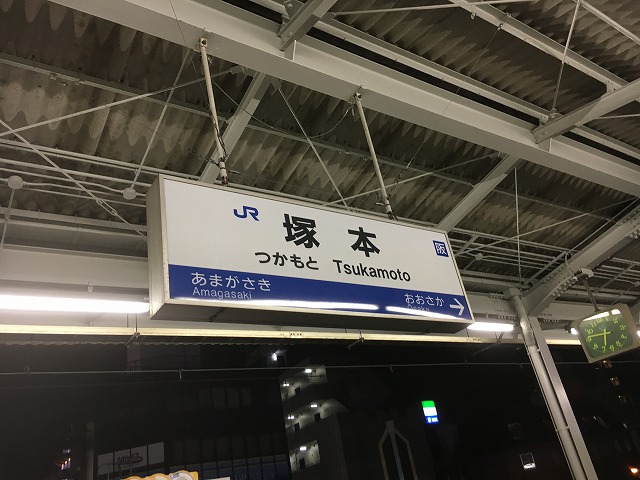 JR
塚本
阪
つかもと Tsukamoto
あまがさき
Amagasaki
おおさか
Osaka